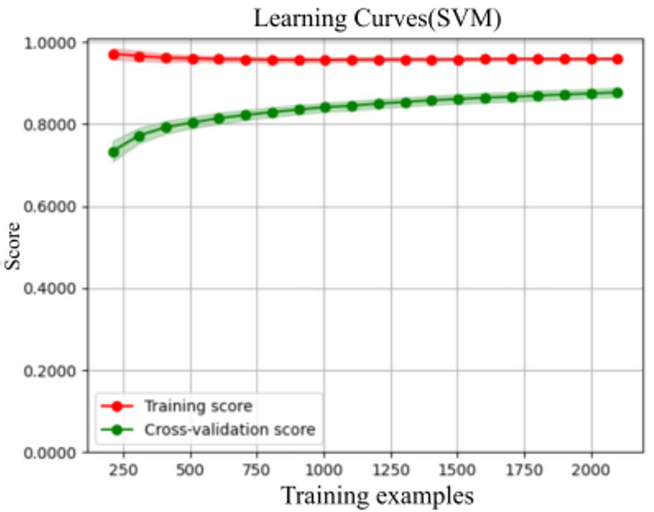 Learning Curves(SVM)
1.0000
0.8000
0.6000
0.4000
0.2000
0.0000
Score
Training score
Cross-validation score
250 500 750 1000 1250 1500 1750 2000
Training examples